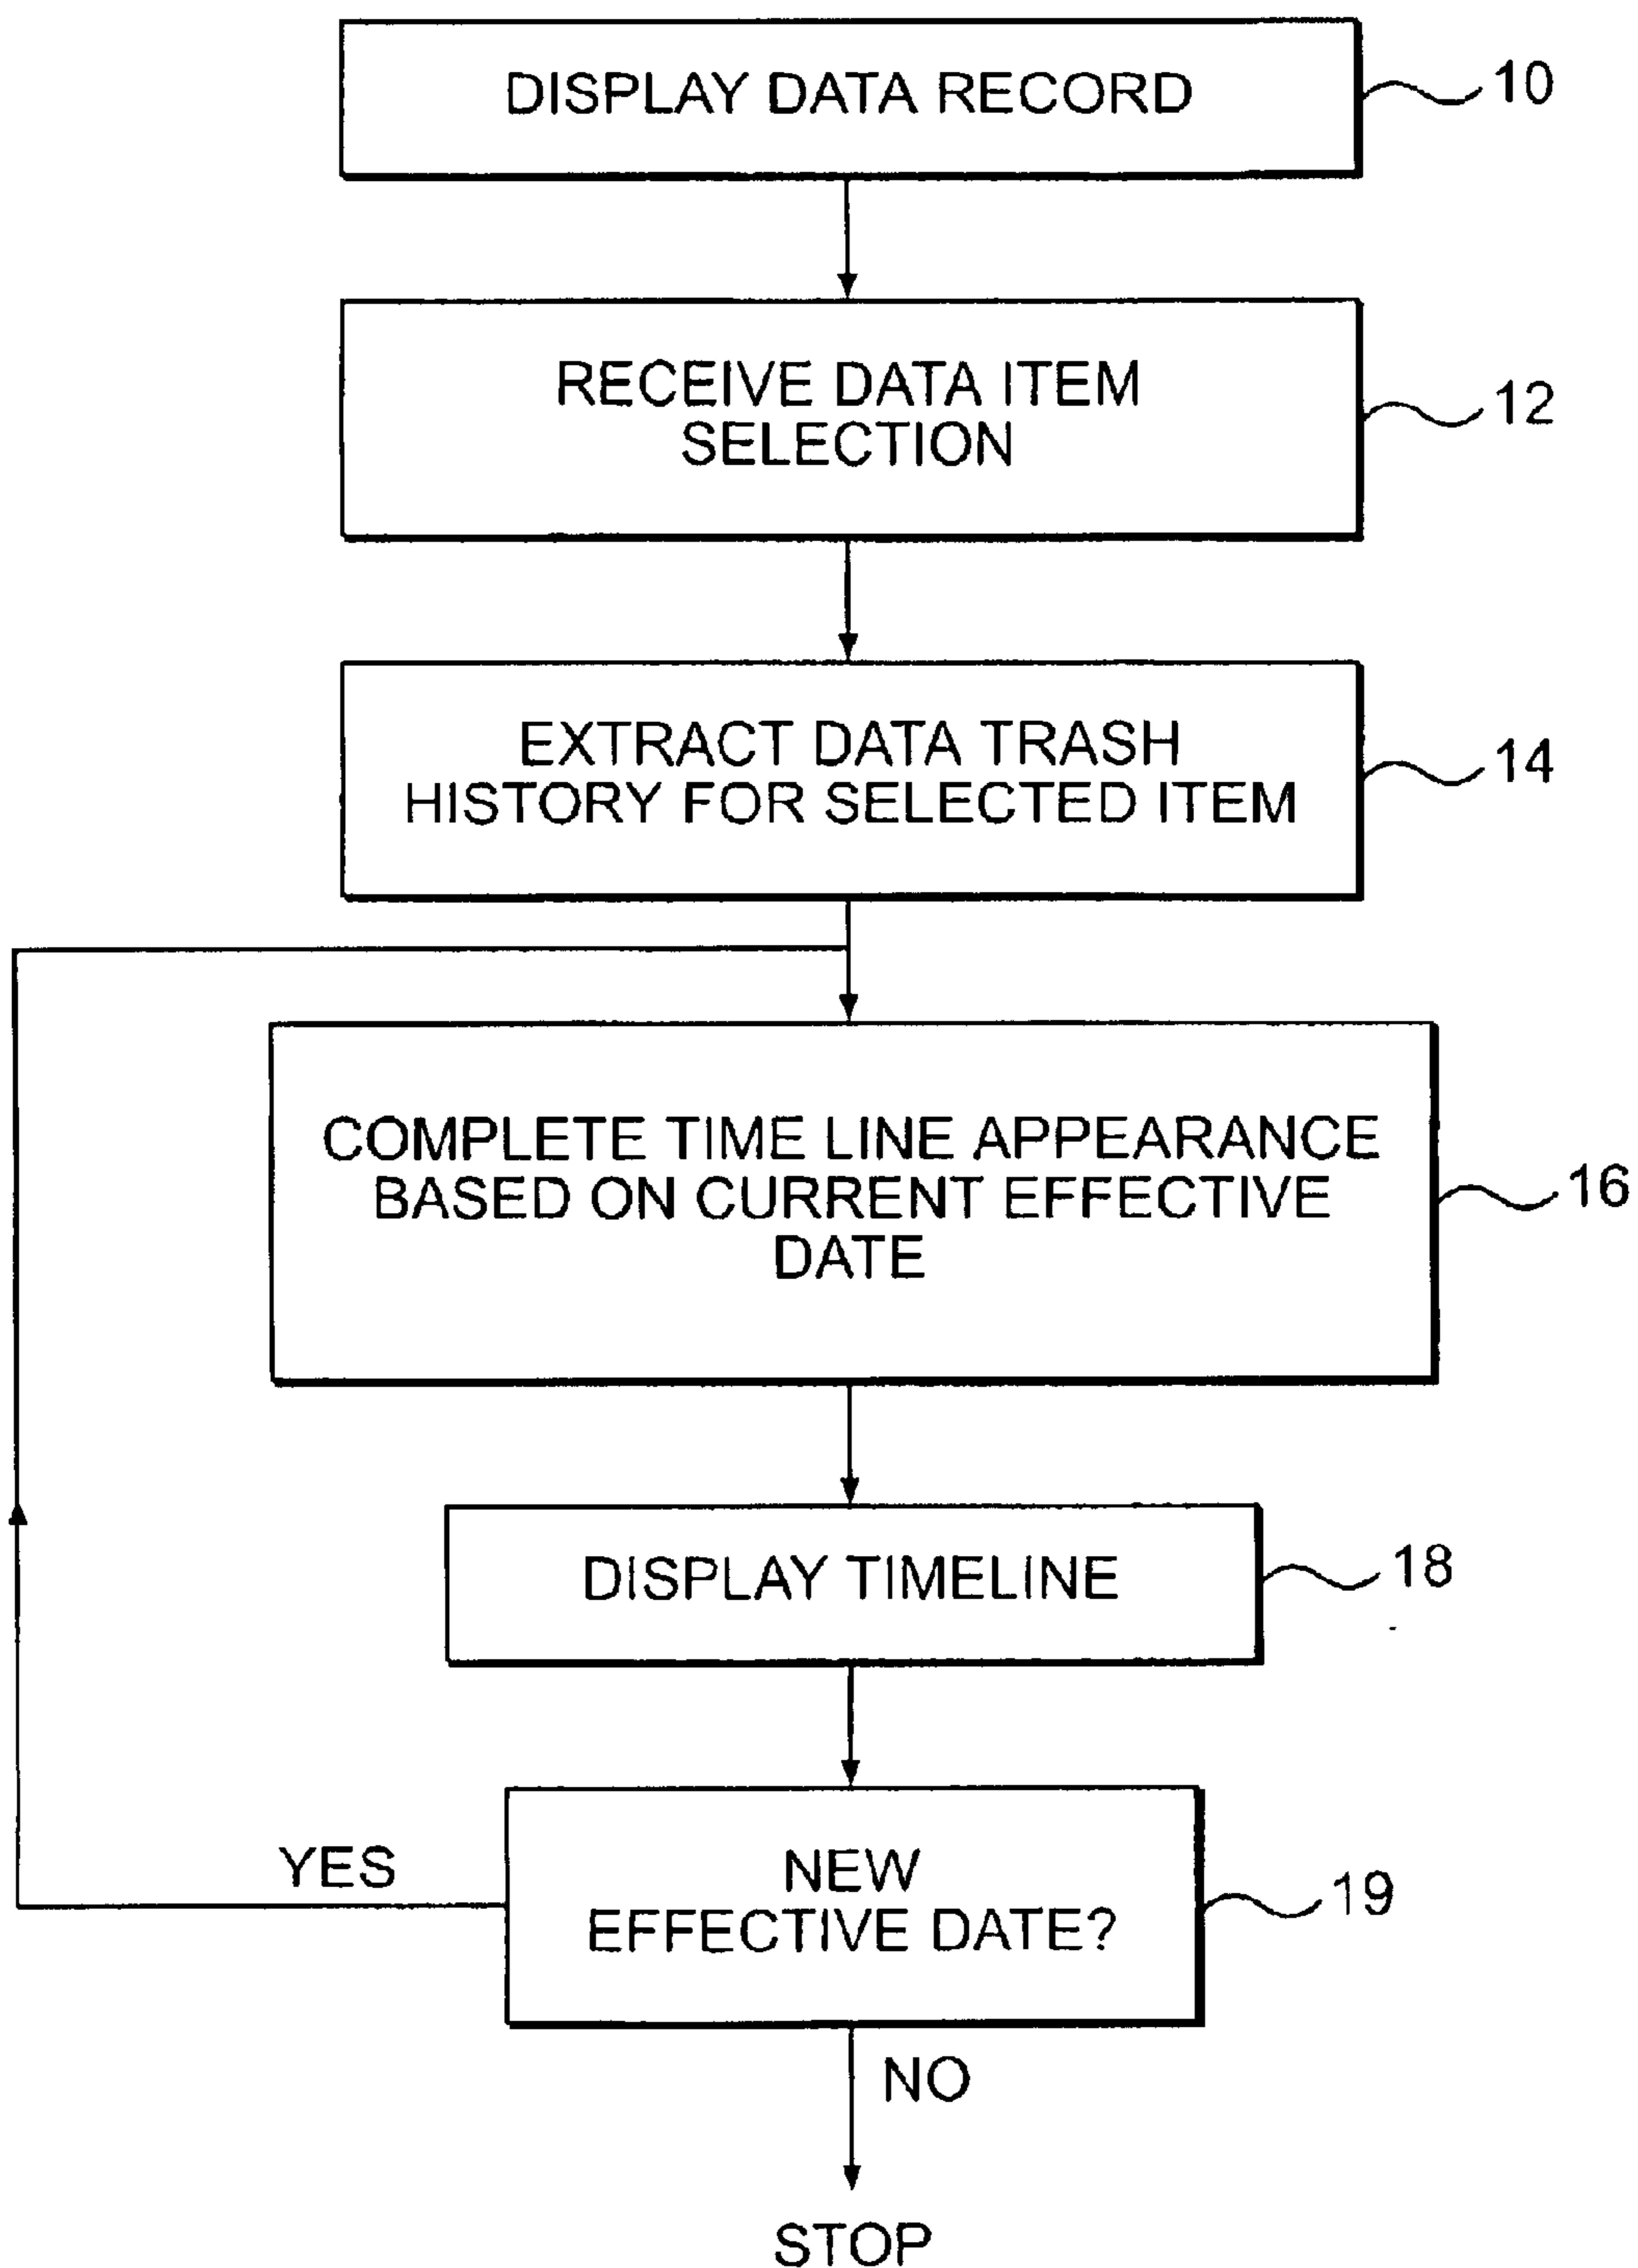 DISPLAY DATA RECORD
10
RECEIVE DATA ITEM
SELECTION
12
EXTRACT DATA TRASH
HISTORY FOR SELECTED ITEM
14
COMPLETE TIME LINE APPEARANCE
BASED ON CURRENT EFFECTIVE
DATE
16
DISPLAY TIMELINE
18
YES
NEW
EFFECTIVE DATE?
19
NO
STOP